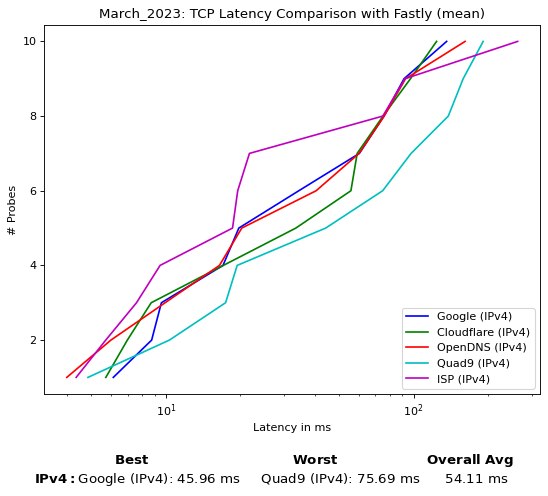 March_2023: TCP Latency Comparison with Fastly (mean)
# Probes
10
8
6
4
2
10^1
10^2
Latency in ms
Google (IPv4)
Cloudflare (IPv4)
OpenDNS (IPv4)
Quad9 (IPv4)
ISP (IPv4)
Best Worst Overall Avg
IPv4: Google (IPv4): 45.96 ms Quad9 (IPv4): 75.69 ms 54.11 ms